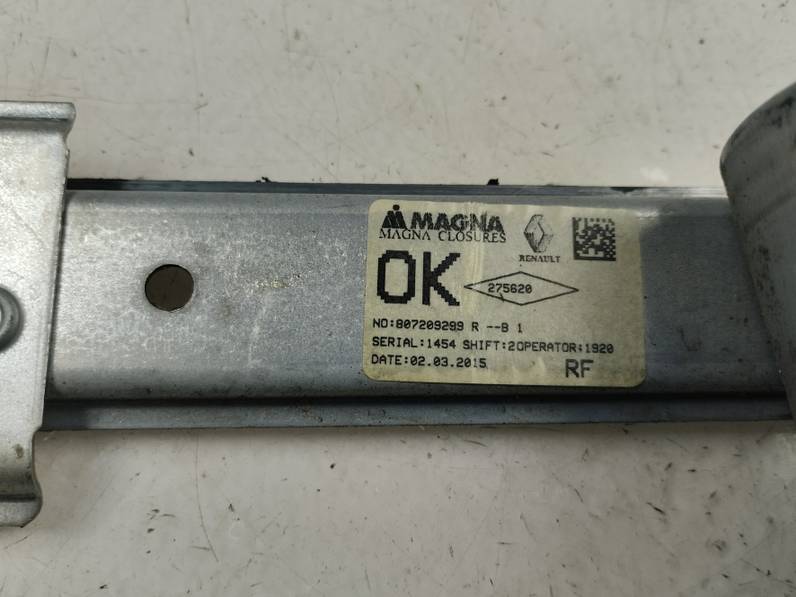 MAGNA
MAGNA CLOSURES
RENAULT
OK
275620
NO:807209299 R --B 1
SERIAL:1454 SHIFT:2OPERATOR:1920
DATE:02.03.2015
RF